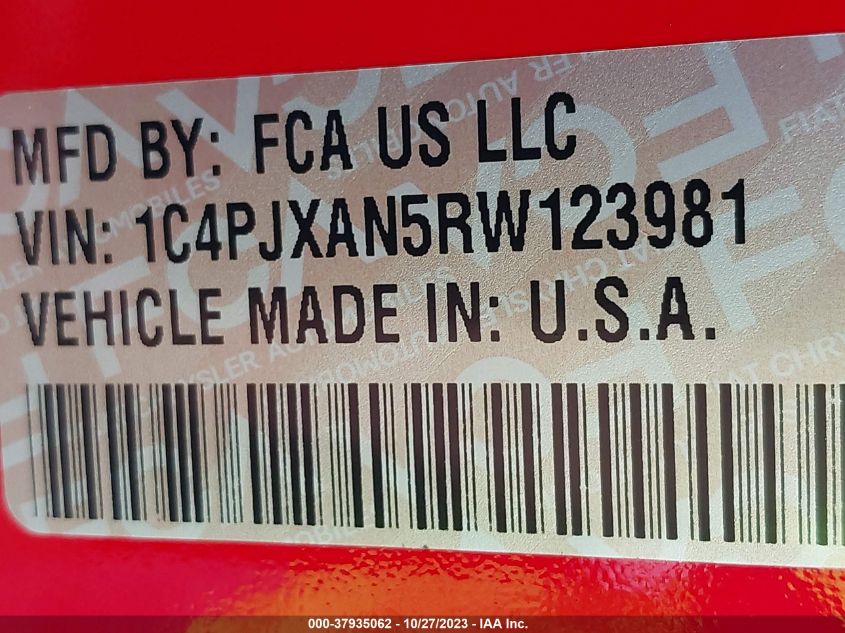 MFD BY: FCA US LLC
VIN: 1C4PJXAN5RW123981
VEHICLE MADE IN: U.S.A.
000-37935062 - 10/27/2023 - IAA Inc.